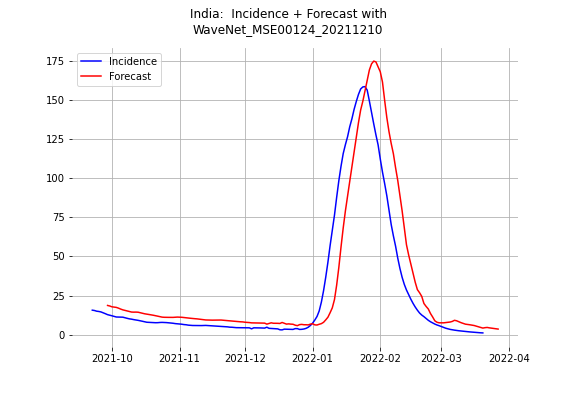 India:  Incidence + Forecast with
WaveNet_MSE00124_20211210
Incidence
Forecast
175
150
125
100
75
50
25
0
2021-10 2021-11 2021-12 2022-01 2022-02 2022-03 2022-04